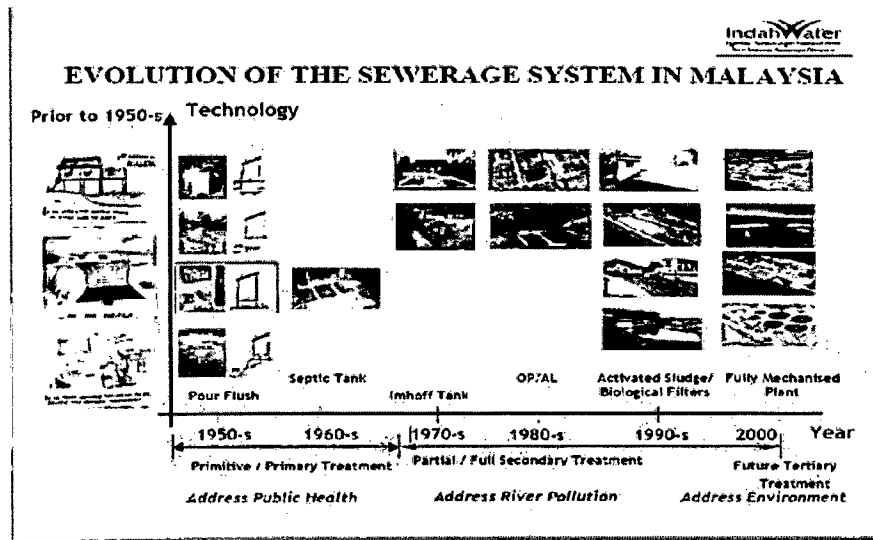 IndahWater
EVOLUTION OF THE SEWERAGE SYSTEM IN MALAYSIA
Prior to 1950-s
Technology
Pour Flush
Septic Tank
Imhoff Tank
OP/AL
Activated Sludge/
Biological Filters
Fully Mechanised
Plant
1950-s
1960-s
1970-s
1980-s
1990-s
2000
Year
Primitive / Primary Treatment
Partial / Full Secondary Treatment
Future Tertiary
Treatment
Address Public Health
Address River Pollution
Address Environment